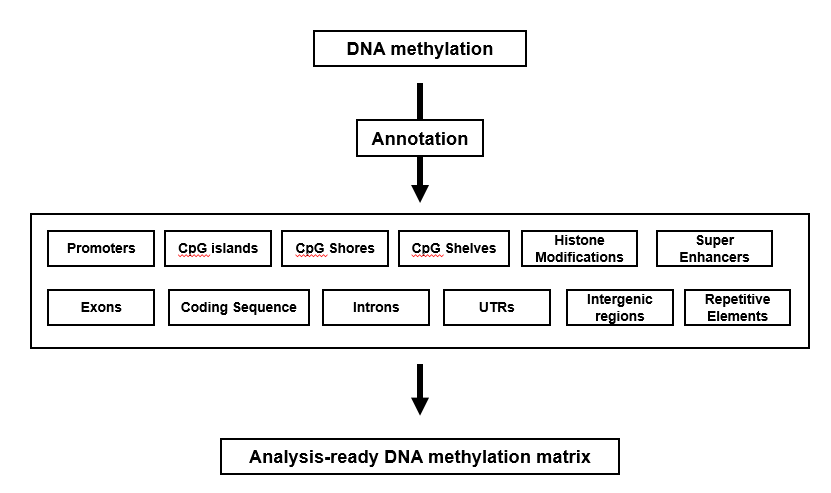 DNA methylation
Annotation
Promoters
CpG islands
CpG Shores
CpG Shelves
Histone
Modifications
Super
Enhancers
Exons
Coding Sequence
Introns
UTRs
Intergenic
regions
Repetitive
Elements
Analysis-ready DNA methylation matrix